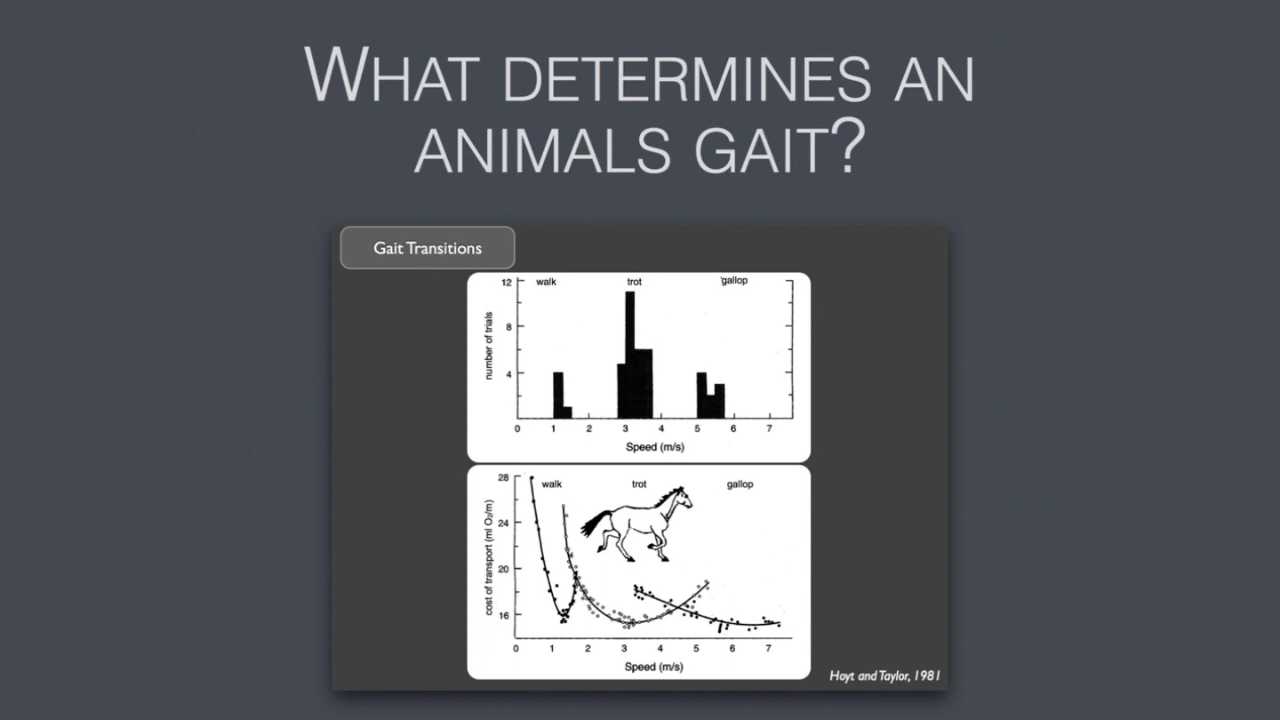 WHAT DETERMINES AN
ANIMALS GAIT?
Gait Transitions
walk trot gallop
12
8
4
number of trials
0 1 2 3 4 5 6 7
Speed (m/s)
walk trot gallop
28
24
20
16
cost of transport (ml O2/m)
0 1 2 3 4 5 6 7
Speed (m/s)
Hoyt and Taylor, 1981